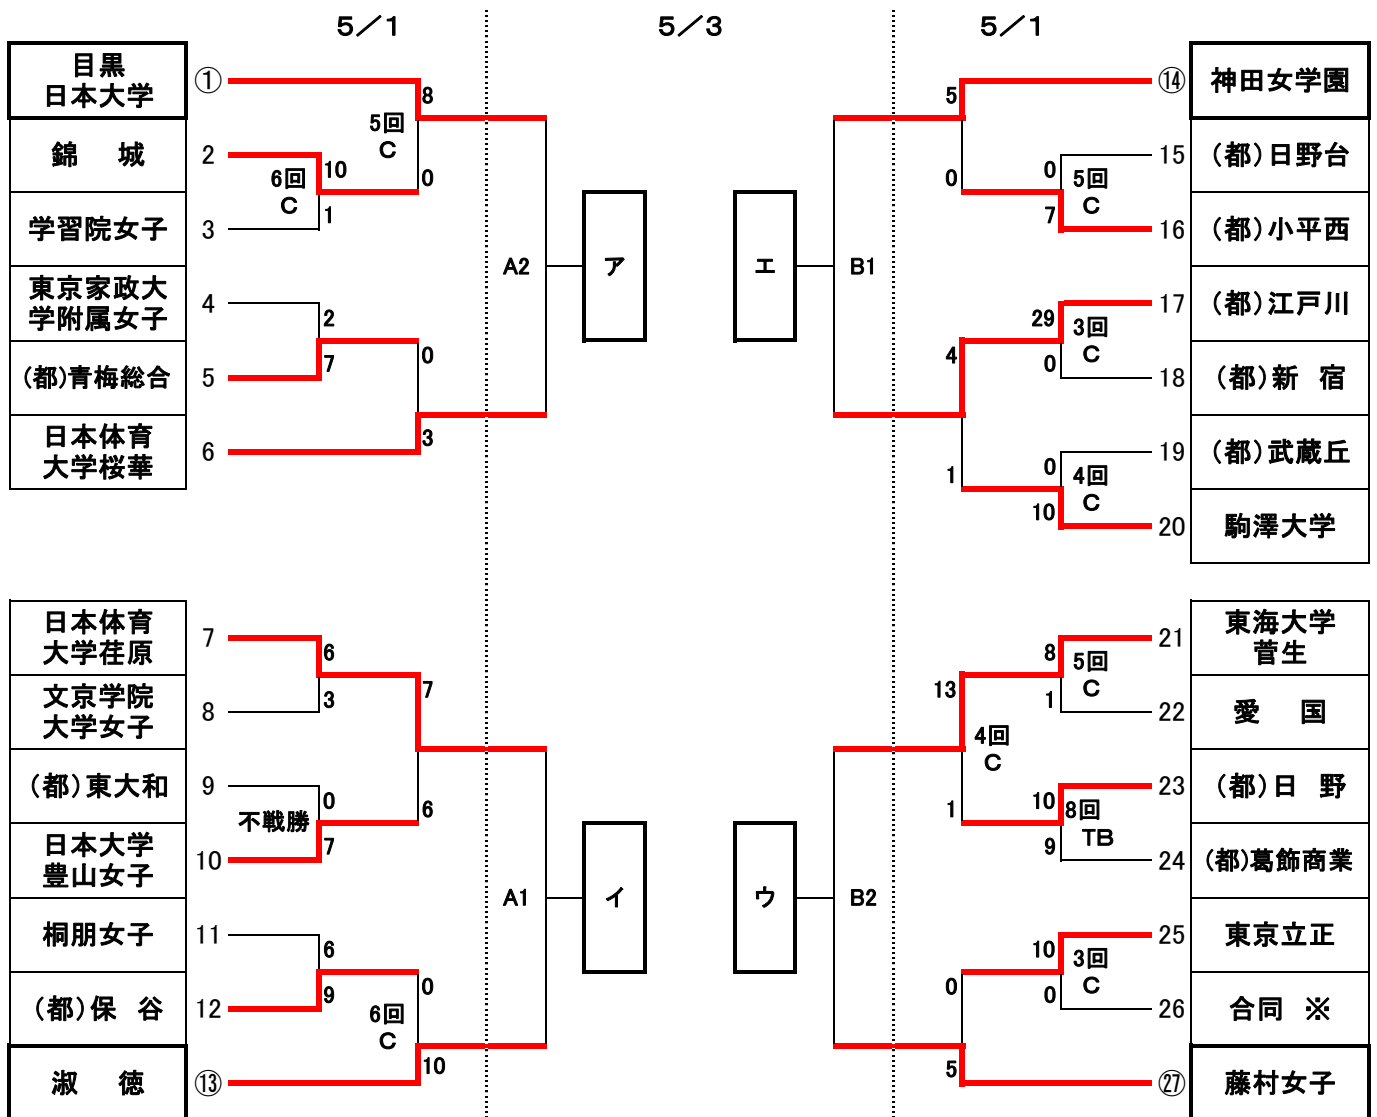 5／1
5／3
5／1
目黒
日本大学
①
8
5回
C
0
錦 城
2
10
6回
C
1
学習院女子
3
東京家政大
学附属女子
4
2
7
0
(都)青梅総合
5
3
日本体育
大学桜華
6
A2
ア
日本体育
大学荏原
7
6
3
7
文京学院
大学女子
8
(都)東大和
9
0
不戦勝
7
6
日本大学
豊山女子
10
桐朋女子
11
6
9
0
(都)保 谷
12
6回
C
10
淑 徳
⑬
A1
イ
エ
B1
5
⑭
神田女学園
0
0
5回
C
7
15
(都)日野台
16
(都)小平西
29
3回
C
0
4
17
(都)江戸川
18
(都)新 宿
1
0
4回
C
10
19
(都)武蔵丘
20
駒澤大学
ウ
B2
13
8
5回
C
1
21
東海大学
菅生
22
愛 国
4回
C
1
10
8回
TB
9
23
(都)日 野
24
(都)葛飾商業
10
3回
C
0
0
25
東京立正
26
合同 ※
5
㉗
藤村女子